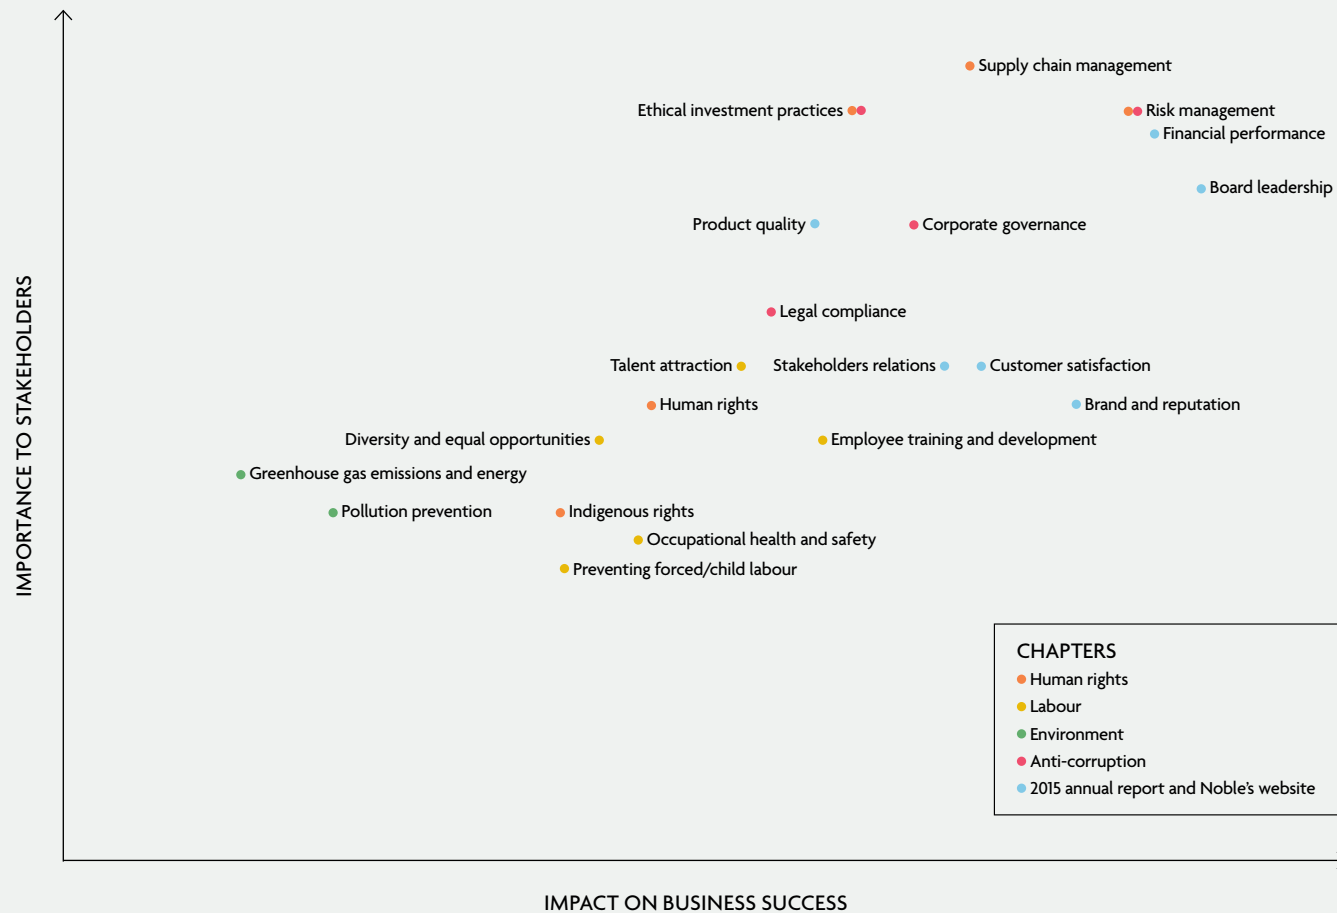 Supply chain management
Ethical investment practices
Risk management
Financial performance
Board leadership
Product quality
Corporate governance
Legal compliance
Talent attraction
Stakeholders relations
Customer satisfaction
Human rights
Brand and reputation
Diversity and equal opportunities
Employee training and development
Greenhouse gas emissions and energy
Pollution prevention
Indigenous rights
Occupational health and safety
Preventing forced/child labour
IMPORTANCE TO STAKEHOLDERS
CHAPTERS
Human rights
Labour
Environment
Anti-corruption
2015 annual report and Noble's website
IMPACT ON BUSINESS SUCCESS